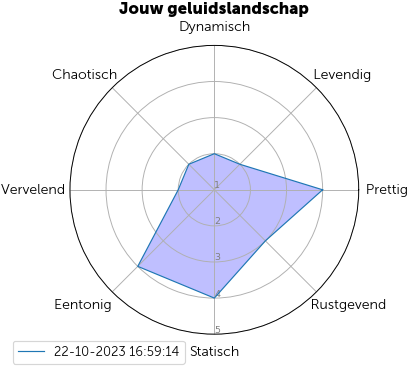 Jouw geluidslandschap
Dynamisch
Chaotisch
Levendig
Vervelend
Prettig
1
2
3
4
5
Eentonig
Rustgevend
Statisch
22-10-2023 16:59:14